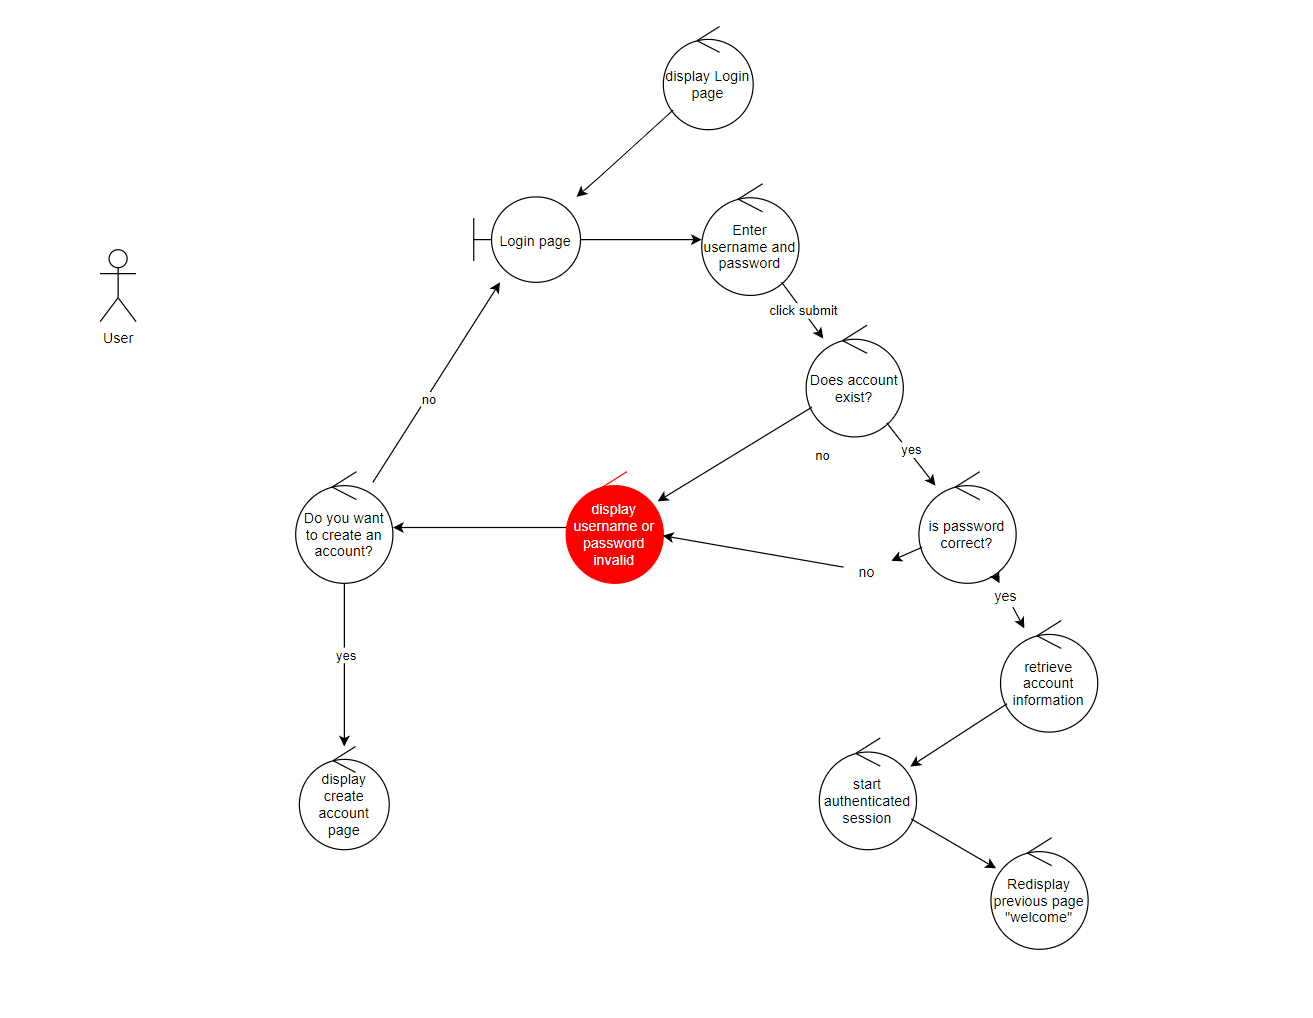 display Login
page
Login page
Enter
username and
password
User
click submit
Does account
exist?
no
no
yes
Do you want
to create an
account?
display
username or
password
invalid
is password
correct?
no
yes
yes
retrieve
account
information
display
create
account
page
start
authenticated
session
Redisplay
previous page
"welcome"